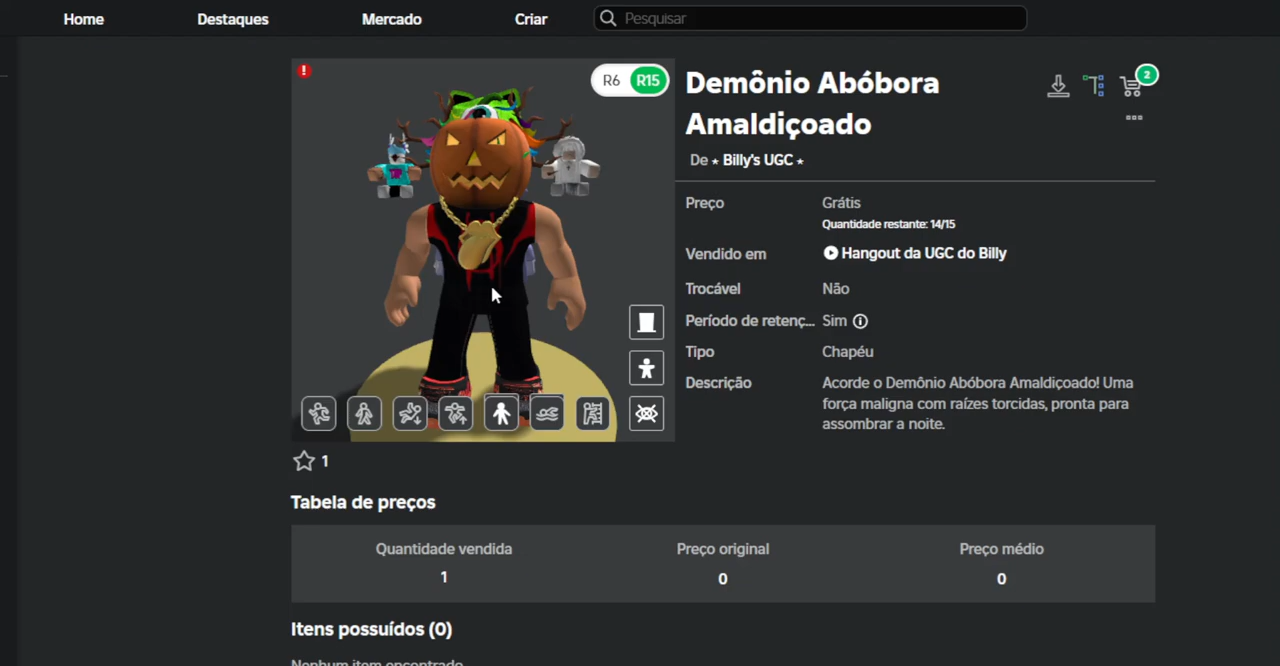 Home Destaques Mercado Criar Pesquisar
R6 R15
Demônio Abóbora
Amaldiçoado
2
De ⋆ Billy's UGC ⋆
Preço Grátis
Quantidade restante: 14/15
Vendido em Hangout da UGC do Billy
Trocável Não
Período de retenç... Sim
Tipo Chapéu
Descrição Acorde o Demônio Abóbora Amaldiçoado! Uma
força maligna com raízes torcidas, pronta para
assombrar a noite.
1
Tabela de preços
Quantidade vendida Preço original Preço médio
1 0 0
Itens possuídos (0)
Nenhum item encontrado